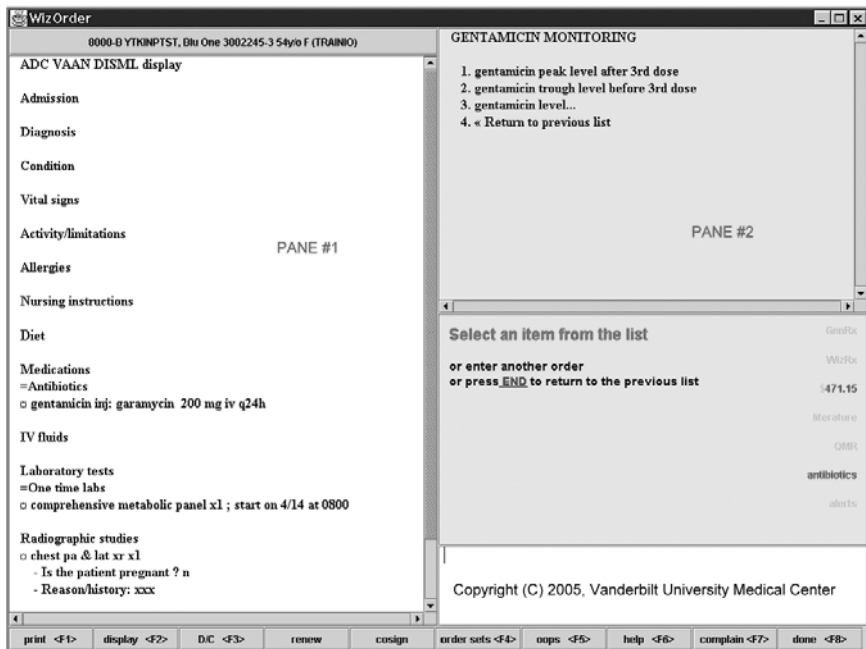 WizOrder
8000-B YTKINPTST, Blu One 3002245-3 54y/o F (TRAINIO)
ADC VAAN DISML display
Admission
Diagnosis
Condition
Vital signs
Activity/limitations
PANE #1
Allergies
Nursing instructions
Diet
Medications
=Antibiotics
gentamicin inj: garamycin 200 mg iv q24h
IV fluids
Laboratory tests
=One time labs
comprehensive metabolic panel x1 ; start on 4/14 at 0800
Radiographic studies
chest pa & lat xr x1
- Is the patient pregnant ? n
- Reason/history: xxx
GENTAMICIN MONITORING
1. gentamicin peak level after 3rd dose
2. gentamicin trough level before 3rd dose
3. gentamicin level...
4. « Return to previous list
PANE #2
Select an item from the list
or enter another order
or press END to return to the previous list
WizRx
$471.15
literature
QMR
antibiotics
alerts
Copyright (C) 2005, Vanderbilt University Medical Center
print <F1> display <F2> D/C <F3> renew cosign order sets <F4> oops <F5> help <F6> complain <F7> done <F8>